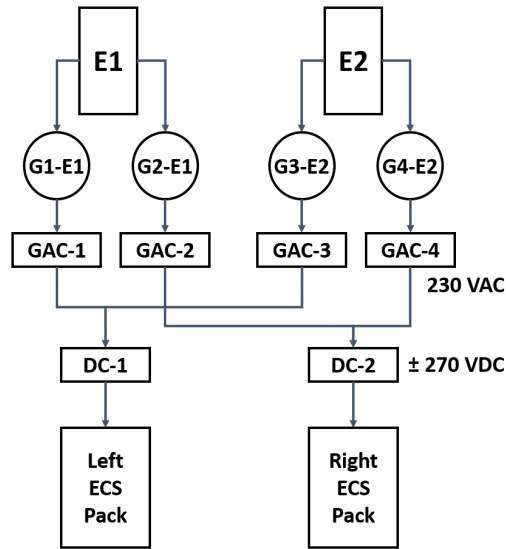 E1
E2
G1-E1
G2-E1
G3-E2
G4-E2
GAC-1
GAC-2
GAC-3
GAC-4
230 VAC
DC-1
DC-2
± 270 VDC
Left
ECS
Pack
Right
ECS
Pack